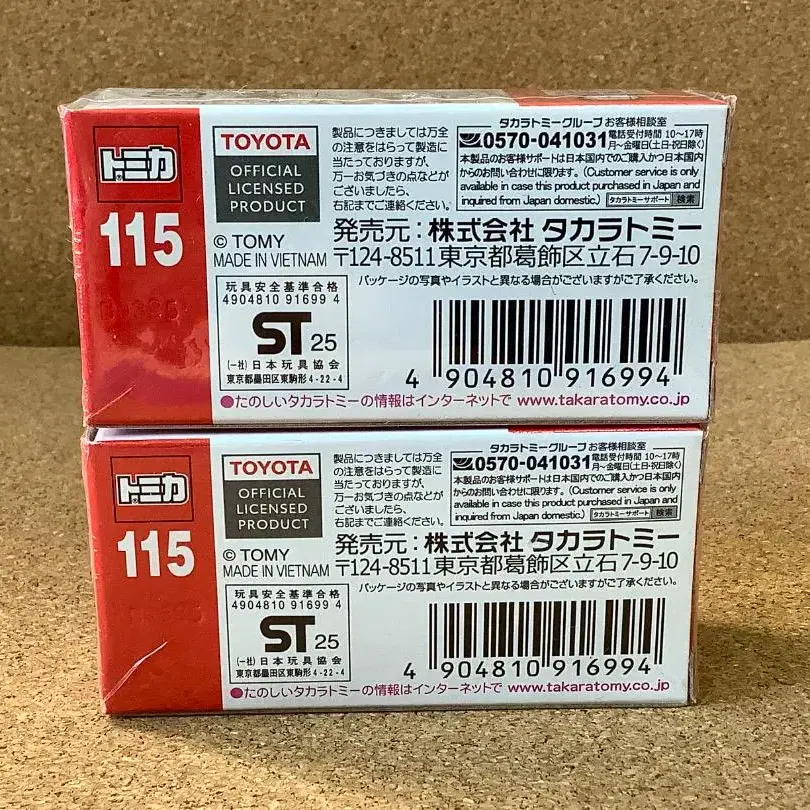 トミカ
115
TOYOTA
OFFICIAL
LICENSED
PRODUCT
© TOMY
MADE IN VIETNAM
製品につきましては万全
の注意をはらって製造に
当たっておりますが、
万一お気づきの点などが
ございましたら、
右記までご連絡ください。
タカラトミーグループ お客様相談室
0570-041031 電話受付時間 10〜17時
月〜金曜日(土・日・祝日除く)
本製品のお客様サポートは日本国内でのご購入かつ日本国内
からのお問い合わせに限ります。(Customer service is only
available in case this product purchased in Japan and
inquired from Japan domestic.) タカラトミーサポート 検索
発売元：株式会社 タカラトミー
〒124-8511 東京都葛飾区立石7-9-10
パッケージの写真やイラストと異なる場合がございますがご了承ください。
玩具安全基準合格
4904810 91699 4
ST 25
(一社)日本玩具協会
東京都墨田区東駒形4-22-4
4 904810 916994
●たのしいタカラトミーの情報はインターネットで www.takaratomy.co.jp
トミカ
115
TOYOTA
OFFICIAL
LICENSED
PRODUCT
© TOMY
MADE IN VIETNAM
製品につきましては万全
の注意をはらって製造に
当たっておりますが、
万一お気づきの点などが
ございましたら、
右記までご連絡ください。
タカラトミーグループ お客様相談室
0570-041031 電話受付時間 10〜17時
月〜金曜日(土・日・祝日除く)
本製品のお客様サポートは日本国内でのご購入かつ日本国内
からのお問い合わせに限ります。(Customer service is only
available in case this product purchased in Japan and
inquired from Japan domestic.) タカラトミーサポート 検索
発売元：株式会社 タカラトミー
〒124-8511 東京都葛飾区立石7-9-10
パッケージの写真やイラストと異なる場合がございますがご了承ください。
玩具安全基準合格
4904810 91699 4
ST 25
(一社)日本玩具協会
東京都墨田区東駒形4-22-4
4 904810 916994
●たのしいタカラトミーの情報はインターネットで www.takaratomy.co.jp